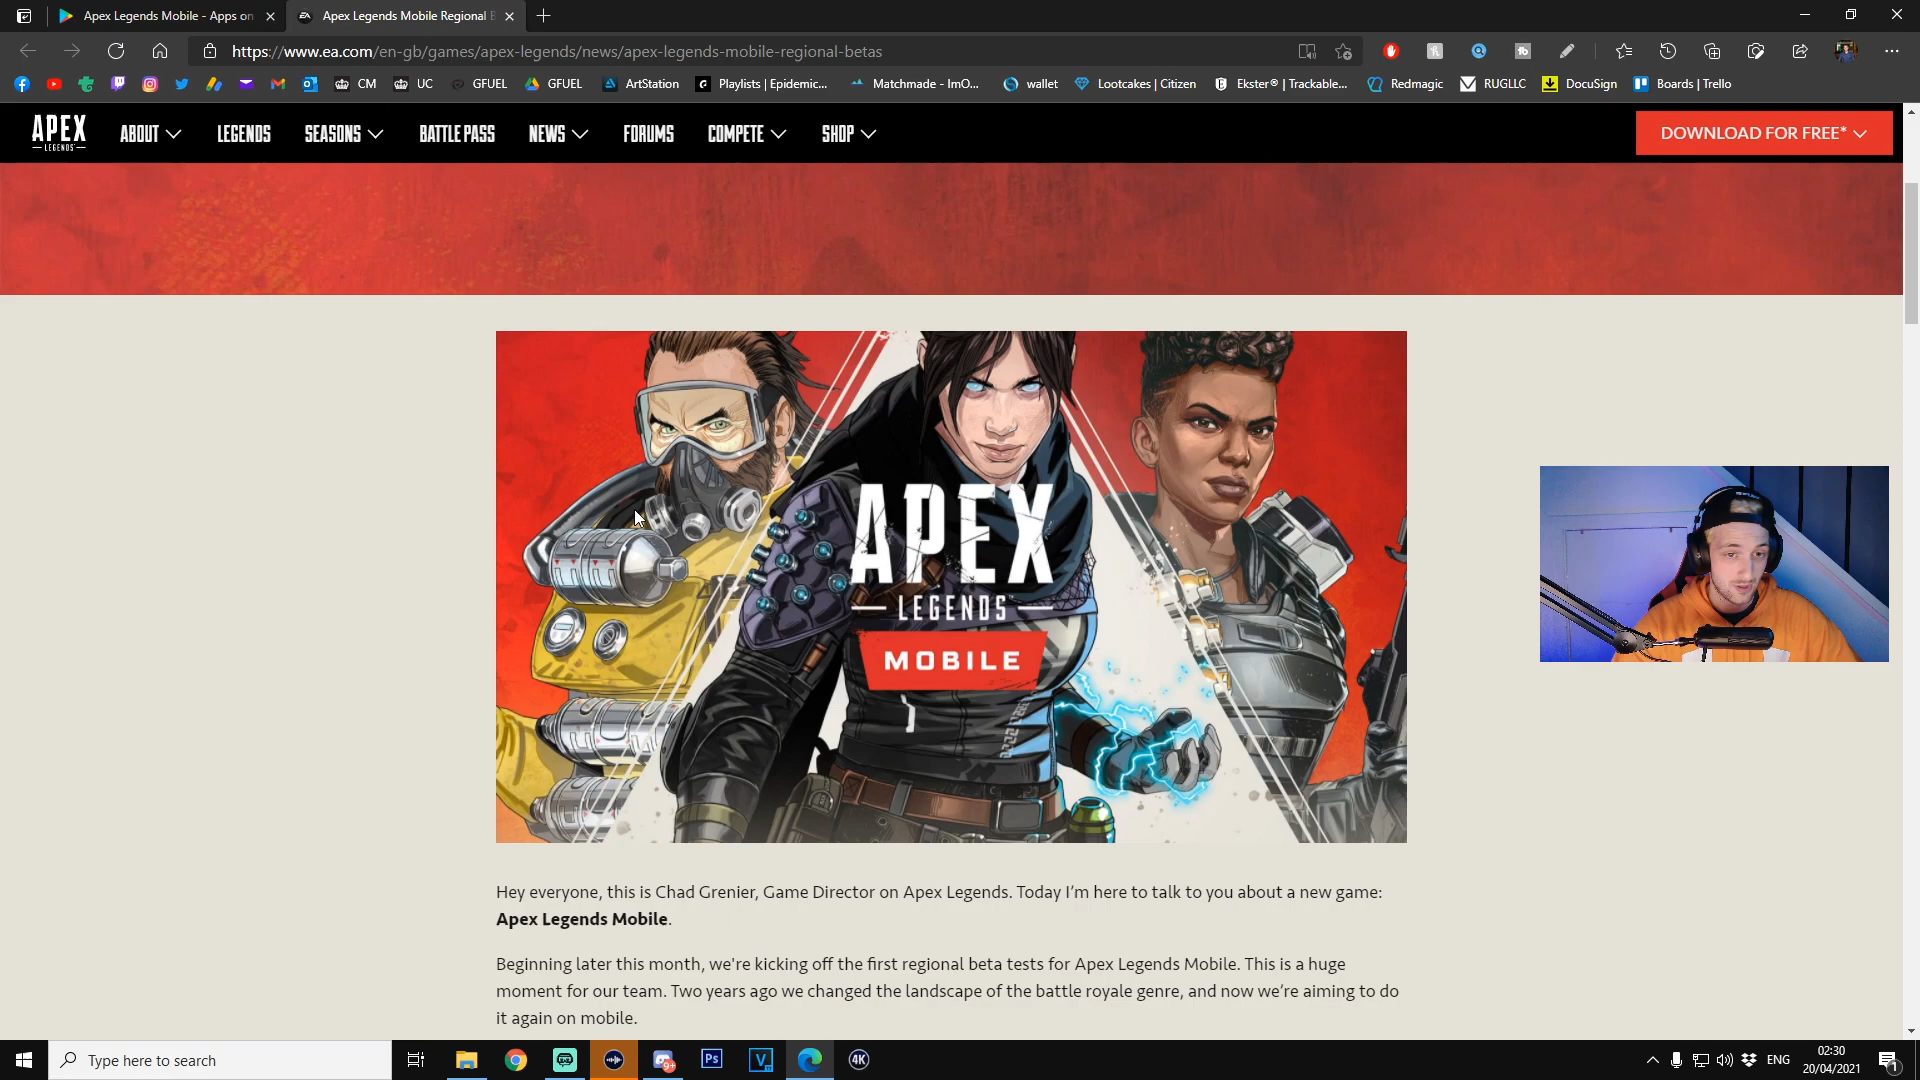 Apex Legends Mobile - Apps on
Apex Legends Mobile Regional B
https://www.ea.com/en-gb/games/apex-legends/news/apex-legends-mobile-regional-betas
CM
UC
GFUEL
GFUEL
ArtStation
Playlists | Epidemic...
Matchmade - ImO...
wallet
Lootcakes | Citizen
Ekster® | Trackable...
Redmagic
RUGLLC
DocuSign
Boards | Trello
APEX
LEGENDS
ABOUT
LEGENDS
SEASONS
BATTLE PASS
NEWS
FORUMS
COMPETE
SHOP
DOWNLOAD FOR FREE*
APEX
LEGENDS
MOBILE
Hey everyone, this is Chad Grenier, Game Director on Apex Legends. Today I'm here to talk to you about a new game:
Apex Legends Mobile.
Beginning later this month, we're kicking off the first regional beta tests for Apex Legends Mobile. This is a huge
moment for our team. Two years ago we changed the landscape of the battle royale genre, and now we're aiming to do
it again on mobile.
Type here to search
9+
Ps
V
4K
ENG
02:30
20/04/2021
1